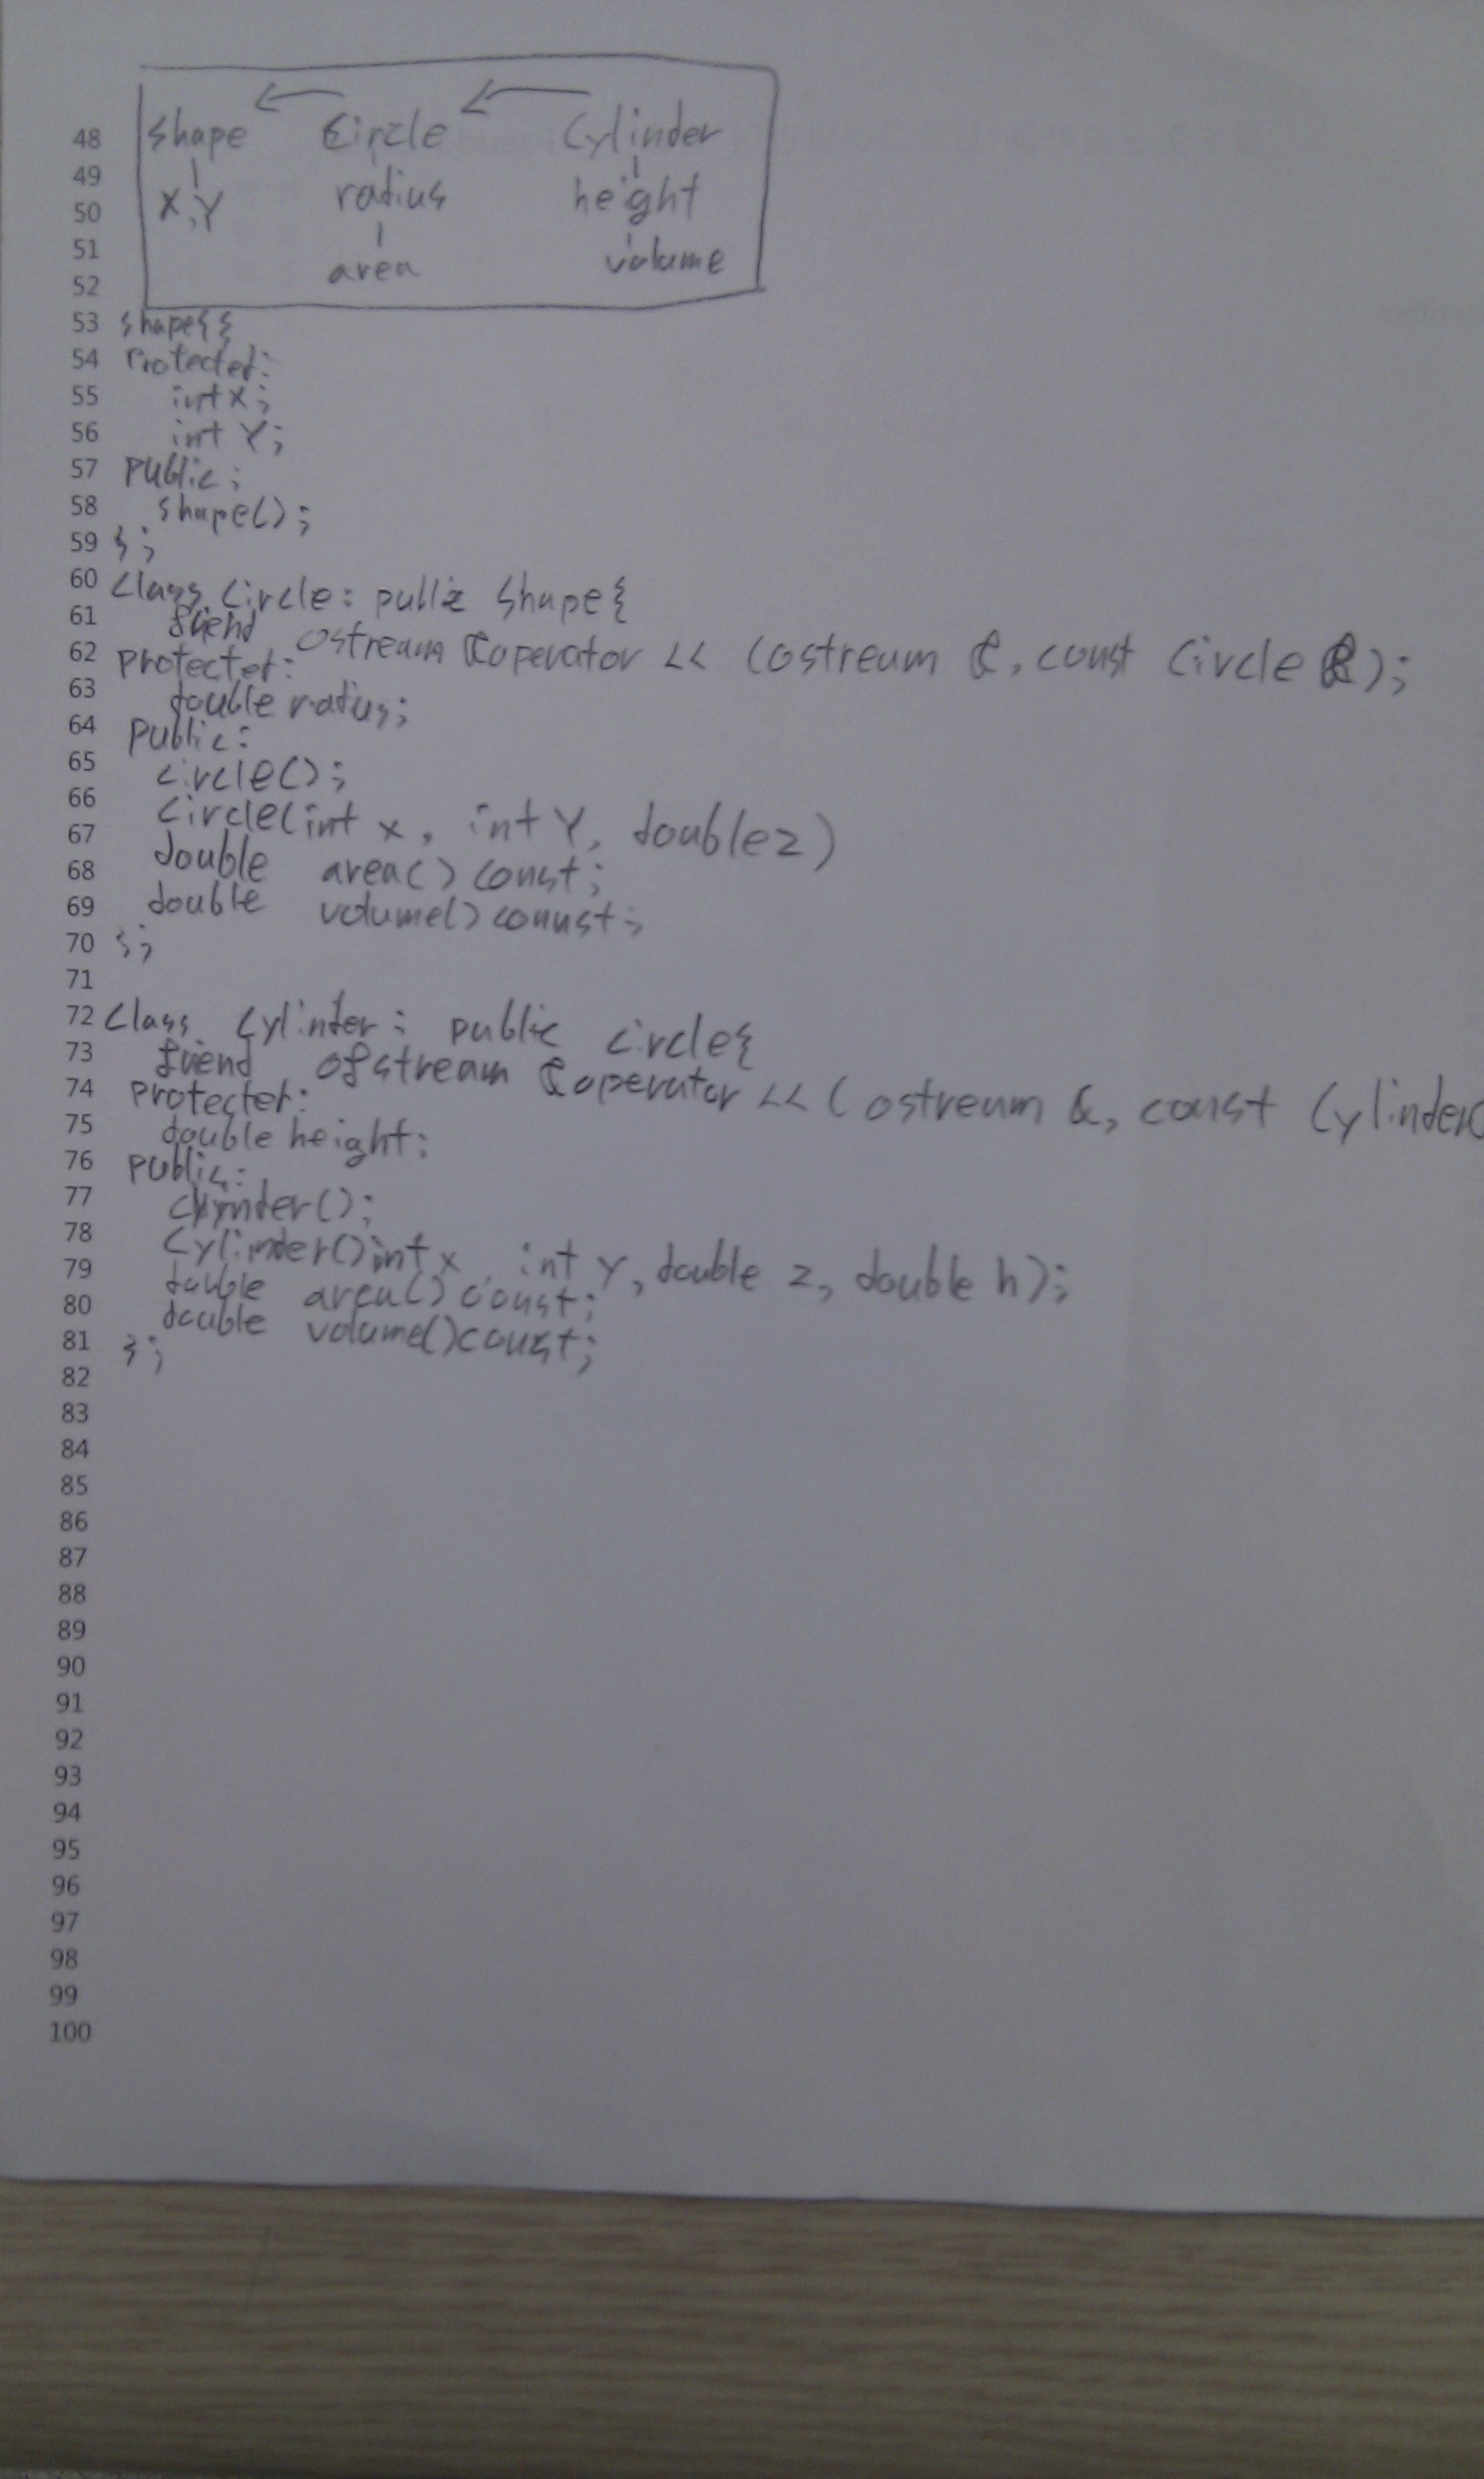 48 shape Circle Cylinder
49
50 X,Y radius height
51
52 area volume
53 shape{{
54 Protected:
55 int X;
56 int Y;
57 Public:
58 shape();
59 };
60 Class Circle: public Shape{
61 friend ostream &operator << (ostream &, const Circle &);
62 Protected:
63 double radius;
64 Public:
65 circle();
66 Circle(int x, int Y, double z)
67 double area() const;
68 double volume() connst;
69
70 };
71
72 Class Cylinder: public circle{
73 friend ofstream &operator << (ostream &, const Cylinder
74 Protected:
75 double height;
76 Public:
77 Cylinder();
78 Cylinder()int x, int Y, double z, double h);
79 double area() const;
80 double volume() const;
81 };
82
83
84
85
86
87
88
89
90
91
92
93
94
95
96
97
98
99
100